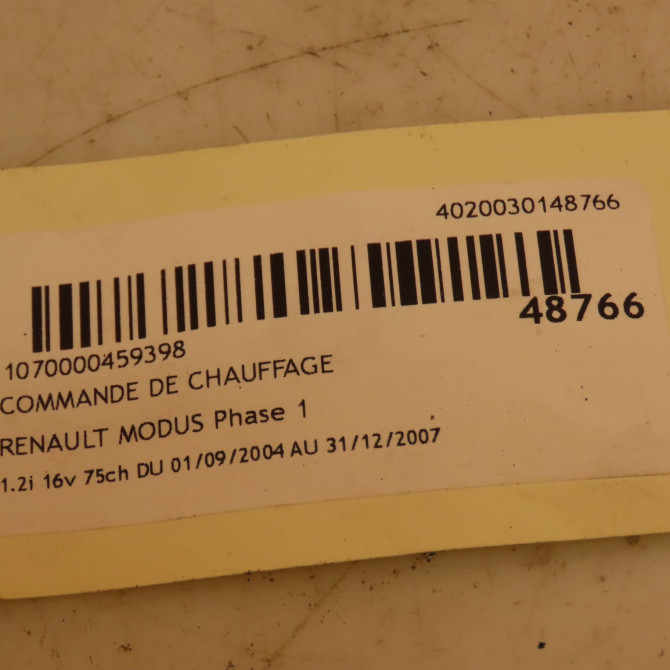 4020030148766
48766
1070000459398
COMMANDE DE CHAUFFAGE
RENAULT MODUS Phase 1
1.2i 16v 75ch DU 01/09/2004 AU 31/12/2007